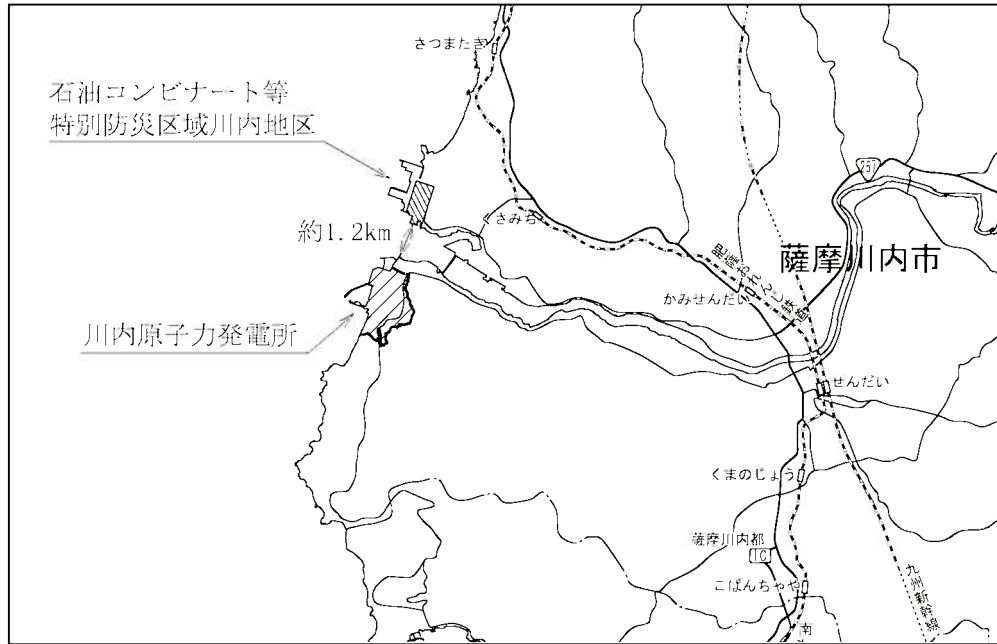 さつまたき
石油コンビナート等
特別防災区域川内地区
267
さみち
約1.2km
肥薩おれんじ鉄道
薩摩川内市
かみせんだい
川内原子力発電所
せんだい
くまのじょう
薩摩川内都
IC
こばんちゃや
九州新幹線
南